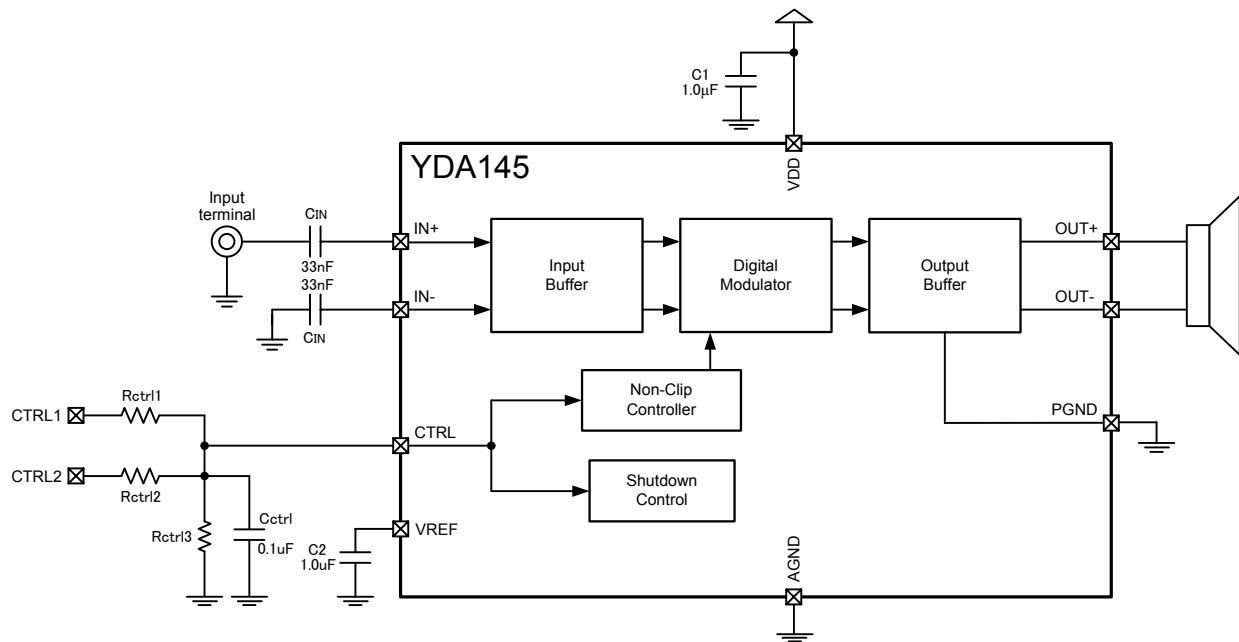 C1
1.0μF
VDD
YDA145
Input
terminal
CIN
33nF
33nF
CIN
IN+
IN-
Input
Buffer
Digital
Modulator
Output
Buffer
OUT+
OUT-
Non-Clip
Controller
PGND
CTRL1
Rctrl1
CTRL
CTRL2
Rctrl2
Shutdown
Control
Rctrl3
Cctrl
0.1uF
C2
1.0uF
VREF
AGND